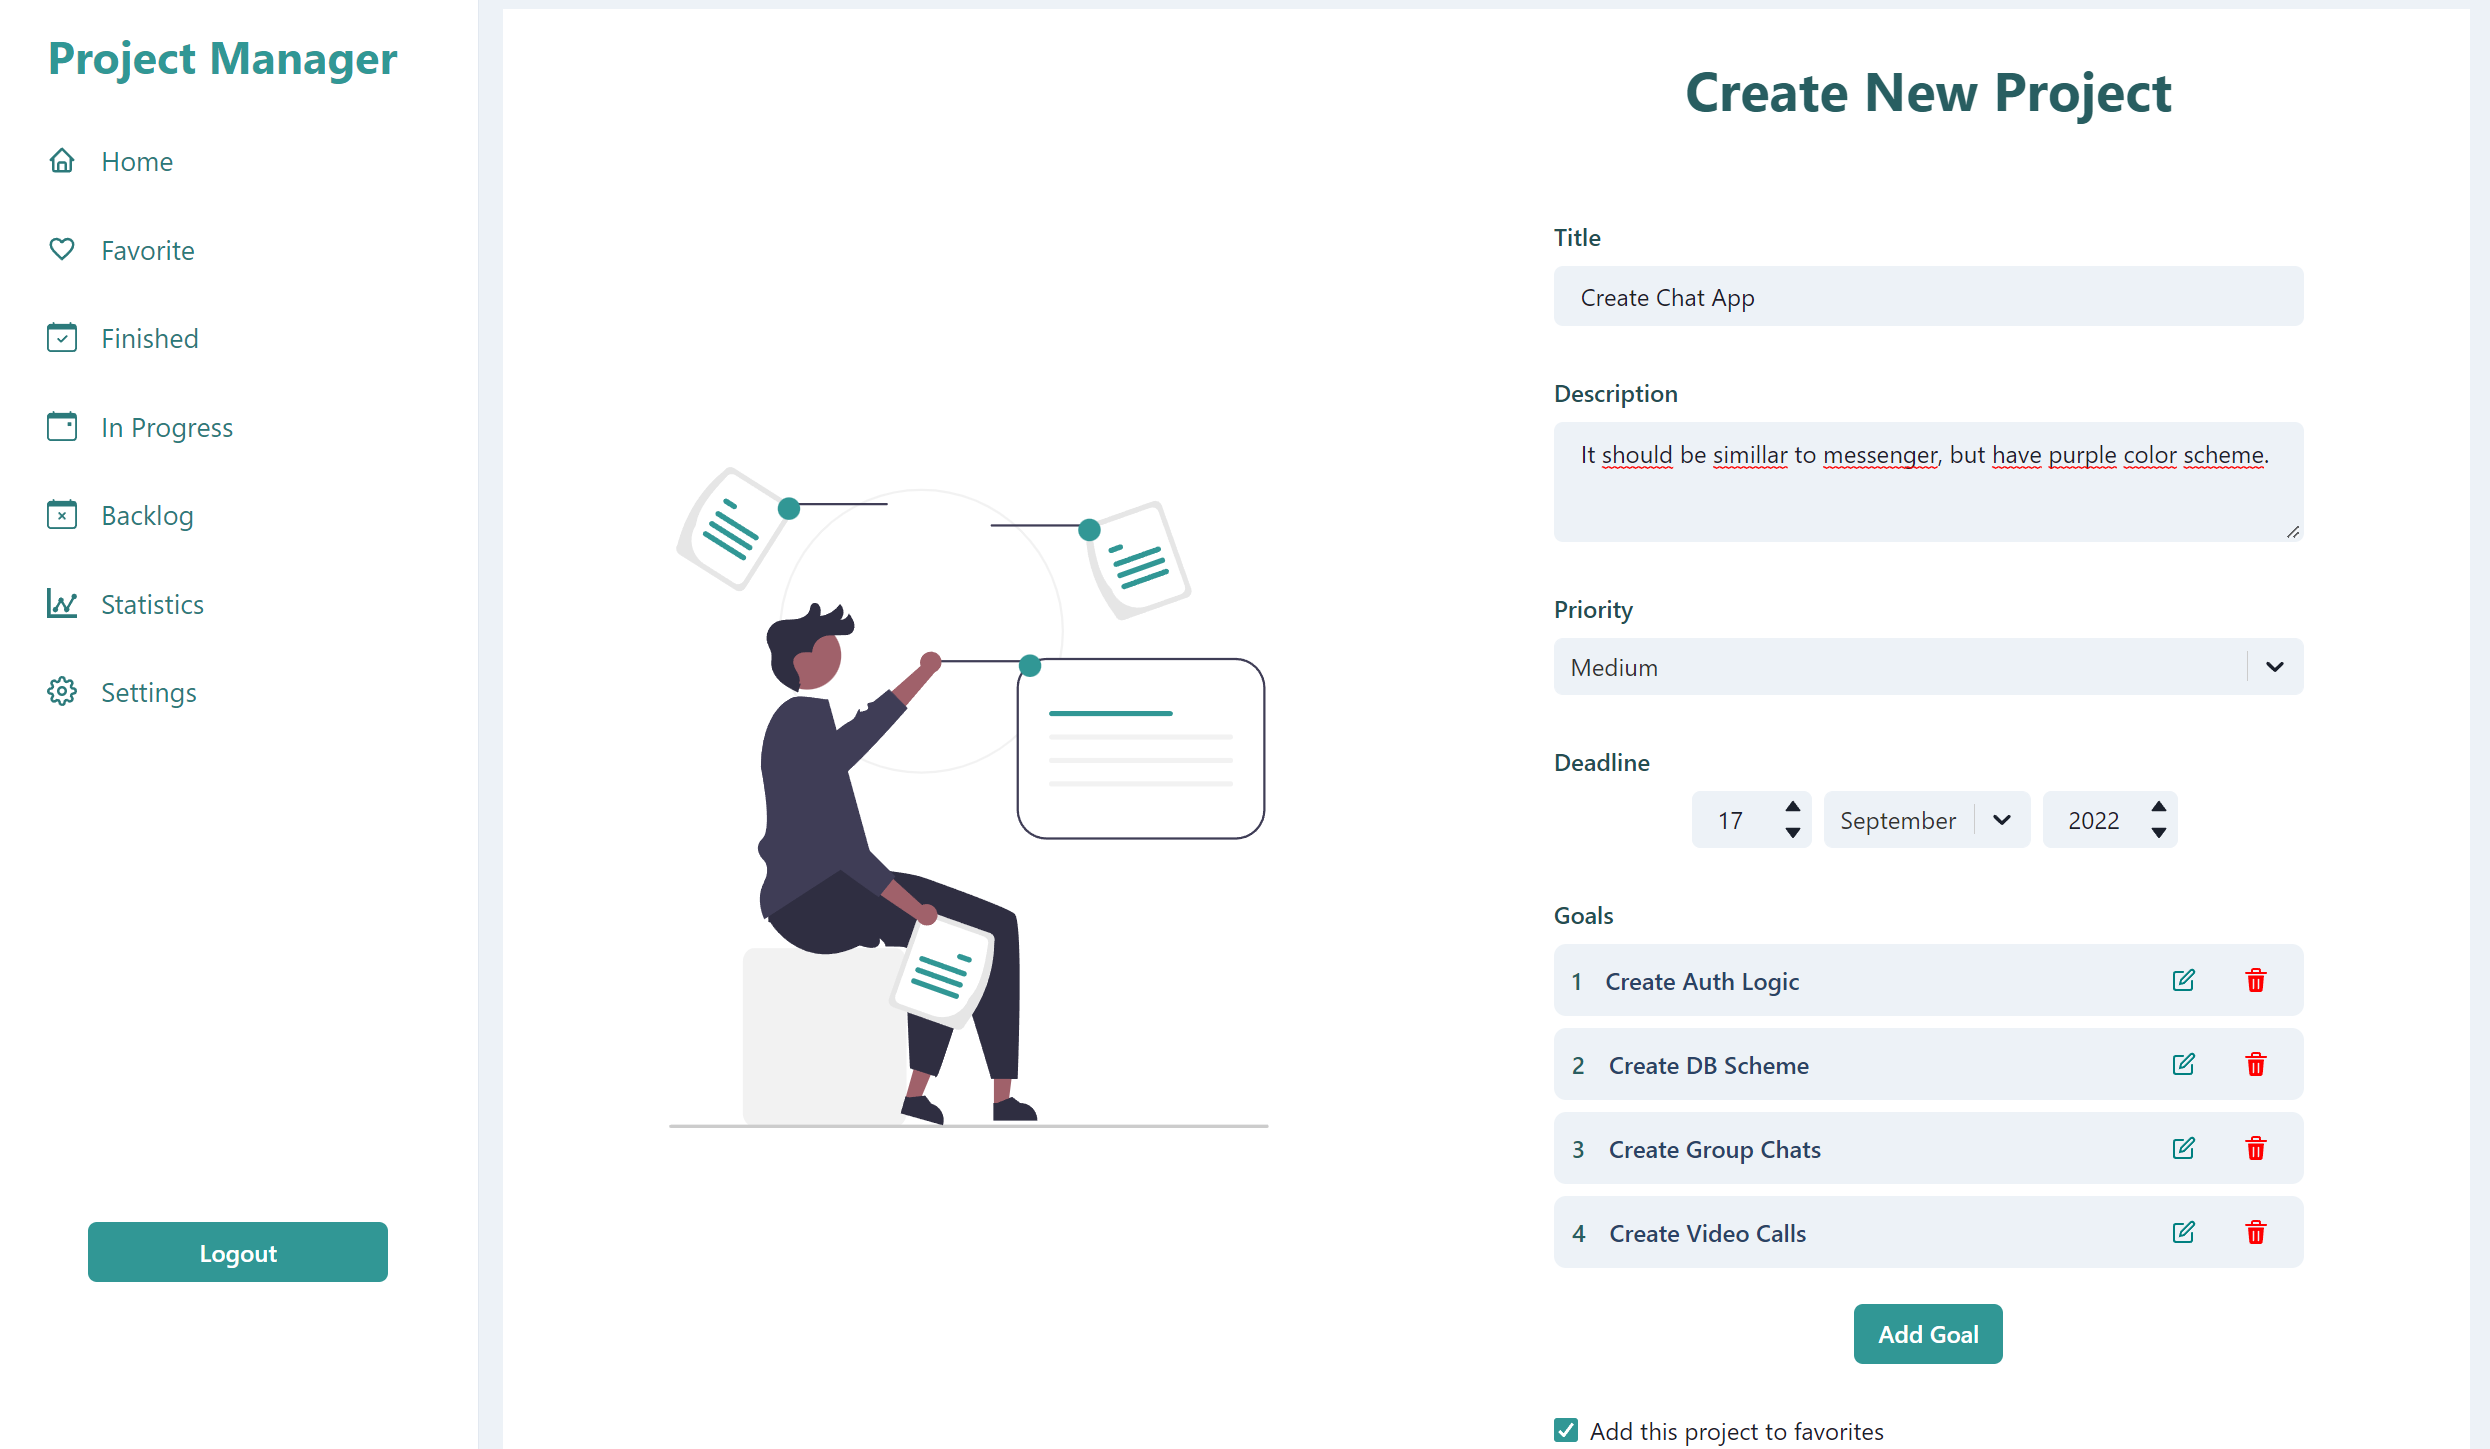 Project Manager
Home
Favorite
Finished
In Progress
Backlog
Statistics
Settings
Logout
Create New Project
Title
Create Chat App
Description
It should be simillar to messenger, but have purple color scheme.
Priority
Medium
Deadline
17 September 2022
Goals
1 Create Auth Logic
2 Create DB Scheme
3 Create Group Chats
4 Create Video Calls
Add Goal
Add this project to favorites